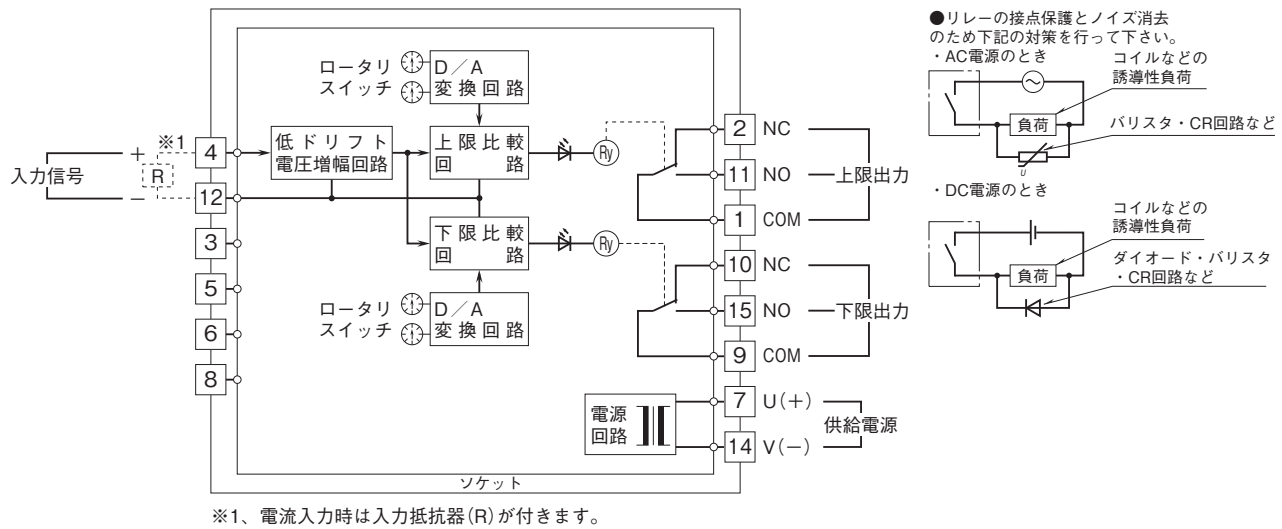 ロータリ
スイッチ
D／A
変換回路
※1
+
−
R
入力信号
4
12
3
5
6
8
低ドリフト
電圧増幅回路
上限比較
回路
Ry
下限比較
回路
Ry
ロータリ
スイッチ
D／A
変換回路
2 NC
11 NO
1 COM
上限出力
10 NC
15 NO
9 COM
下限出力
電源
回路
7 U(+)
14 V(−)
供給電源
ソケット
※1、電流入力時は入力抵抗器(R)が付きます。
●リレーの接点保護とノイズ消去
のため下記の対策を行って下さい。
・AC電源のとき
コイルなどの
誘導性負荷
負荷
バリスタ・CR回路など
U
・DC電源のとき
コイルなどの
誘導性負荷
負荷
ダイオード・バリスタ
・CR回路など